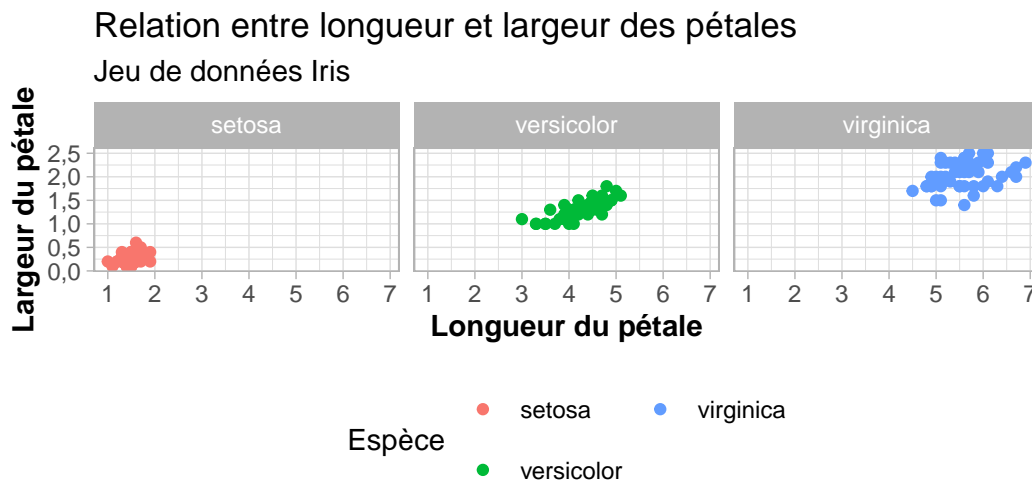 Relation entre longueur et largeur des pétales
Jeu de données Iris
setosa versicolor virginica
Largeur du pétale
2,5
2,0
1,5
1,0
0,5
0,0
1 2 3 4 5 6 7 1 2 3 4 5 6 7 1 2 3 4 5 6 7
Longueur du pétale
Espèce
setosa virginica
versicolor